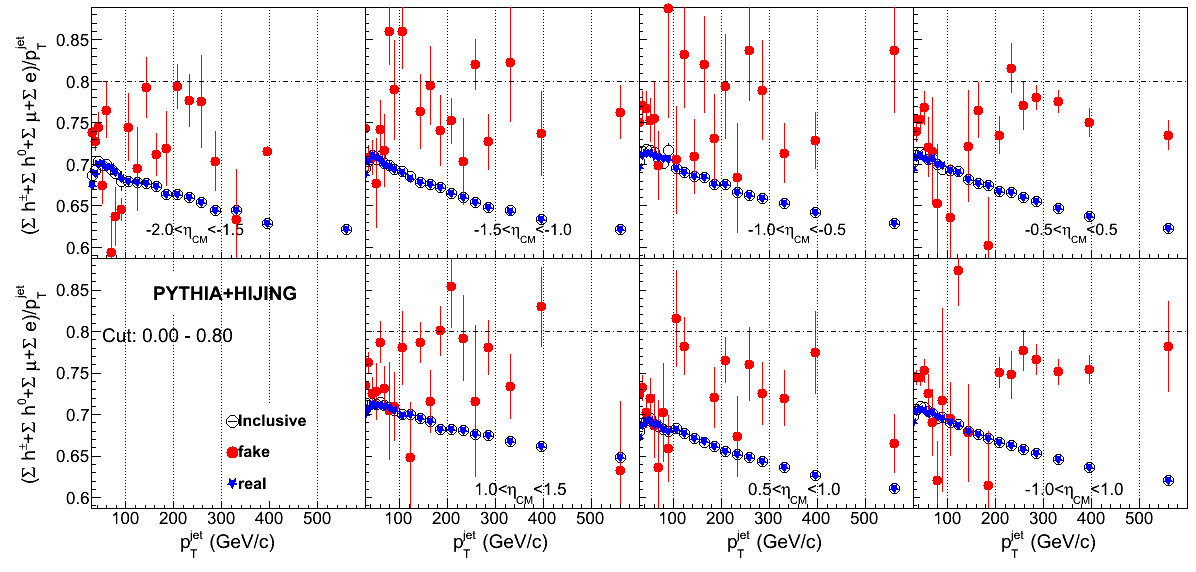 (Σ h±+Σ h0+Σ μ+Σ e)/pTjet
0.85
0.8
0.75
0.7
0.65
0.6
-2.0<ηCM<-1.5
-1.5<ηCM<-1.0
-1.0<ηCM<-0.5
-0.5<ηCM<0.5
(Σ h±+Σ h0+Σ μ+Σ e)/pTjet
0.85
0.8
0.75
0.7
0.65
0.6
PYTHIA+HIJING
Cut: 0.00 - 0.80
Inclusive
fake
real
1.0<ηCM<1.5
0.5<ηCM<1.0
-1.0<ηCM<1.0
100 200 300 400 500
100 200 300 400 500
100 200 300 400 500
100 200 300 400 500
pTjet (GeV/c)
pTjet (GeV/c)
pTjet (GeV/c)
pTjet (GeV/c)